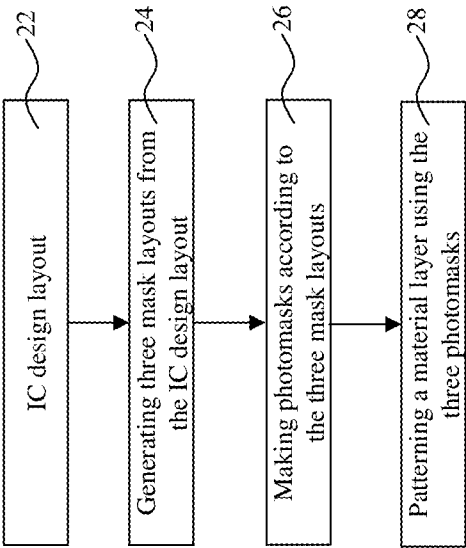 22
IC design layout
24
Generating three mask layouts from
the IC design layout
26
Making photomasks according to
the three mask layouts
28
Patterning a material layer using the
three photomasks